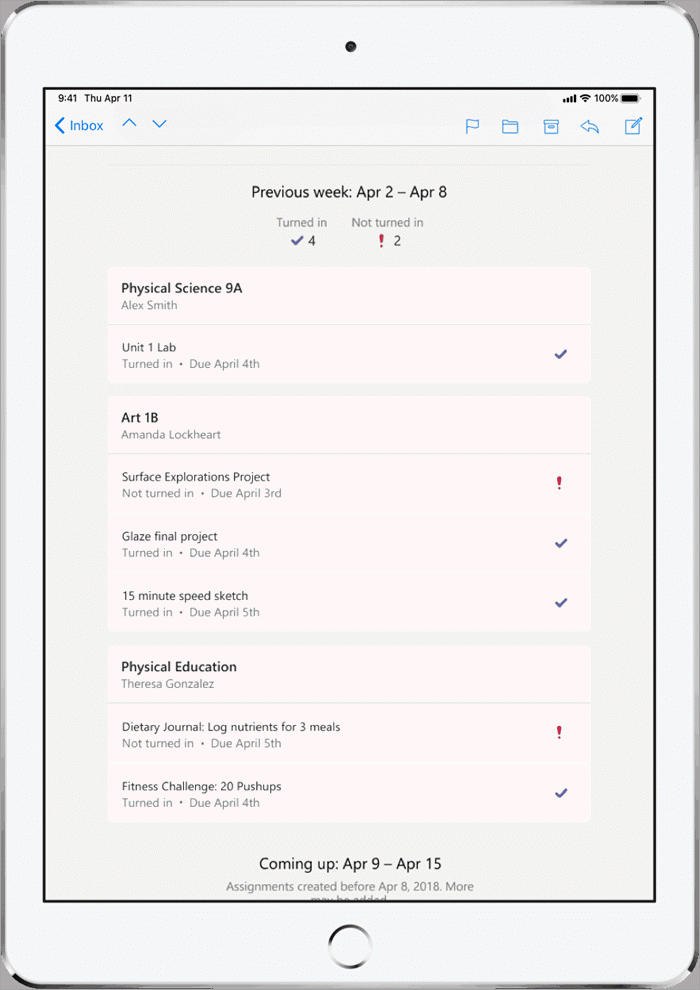 9:41 Thu Apr 11 100%
Inbox
Previous week: Apr 2 – Apr 8
Turned in Not turned in
4 2
Physical Science 9A
Alex Smith
Unit 1 Lab
Turned in • Due April 4th
Art 1B
Amanda Lockheart
Surface Explorations Project
Not turned in • Due April 3rd
Glaze final project
Turned in • Due April 4th
15 minute speed sketch
Turned in • Due April 5th
Physical Education
Theresa Gonzalez
Dietary Journal: Log nutrients for 3 meals
Not turned in • Due April 5th
Fitness Challenge: 20 Pushups
Turned in • Due April 4th
Coming up: Apr 9 – Apr 15
Assignments created before Apr 8, 2018. More
may be added